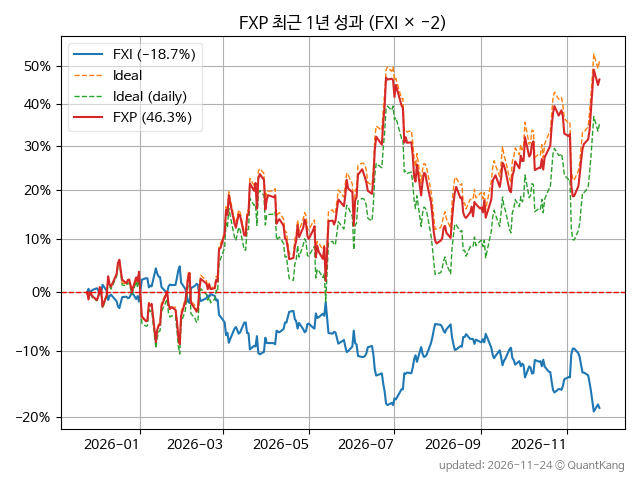 FXP 최근 1년 성과 (FXI × −2)
FXI (−18.7%)
Ideal
Ideal (daily)
FXP (46.3%)
50%
40%
30%
20%
10%
0%
−10%
−20%
2026-01
2026-03
2026-05
2026-07
2026-09
2026-11
updated: 2026-11-24 © QuantKang